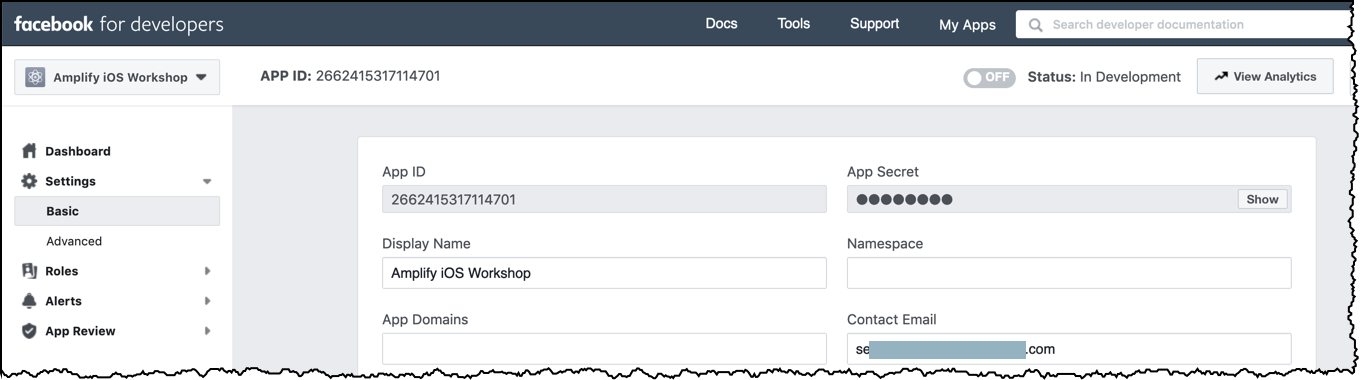 facebook for developers Docs Tools Support My Apps Search developer documentation
Amplify iOS Workshop APP ID: 2662415317114701 OFF Status: In Development View Analytics
Dashboard
Settings
Basic
Advanced
Roles
Alerts
App Review
App ID App Secret
2662415317114701 ●●●●●●●● Show
Display Name Namespace
Amplify iOS Workshop
App Domains Contact Email
se .com